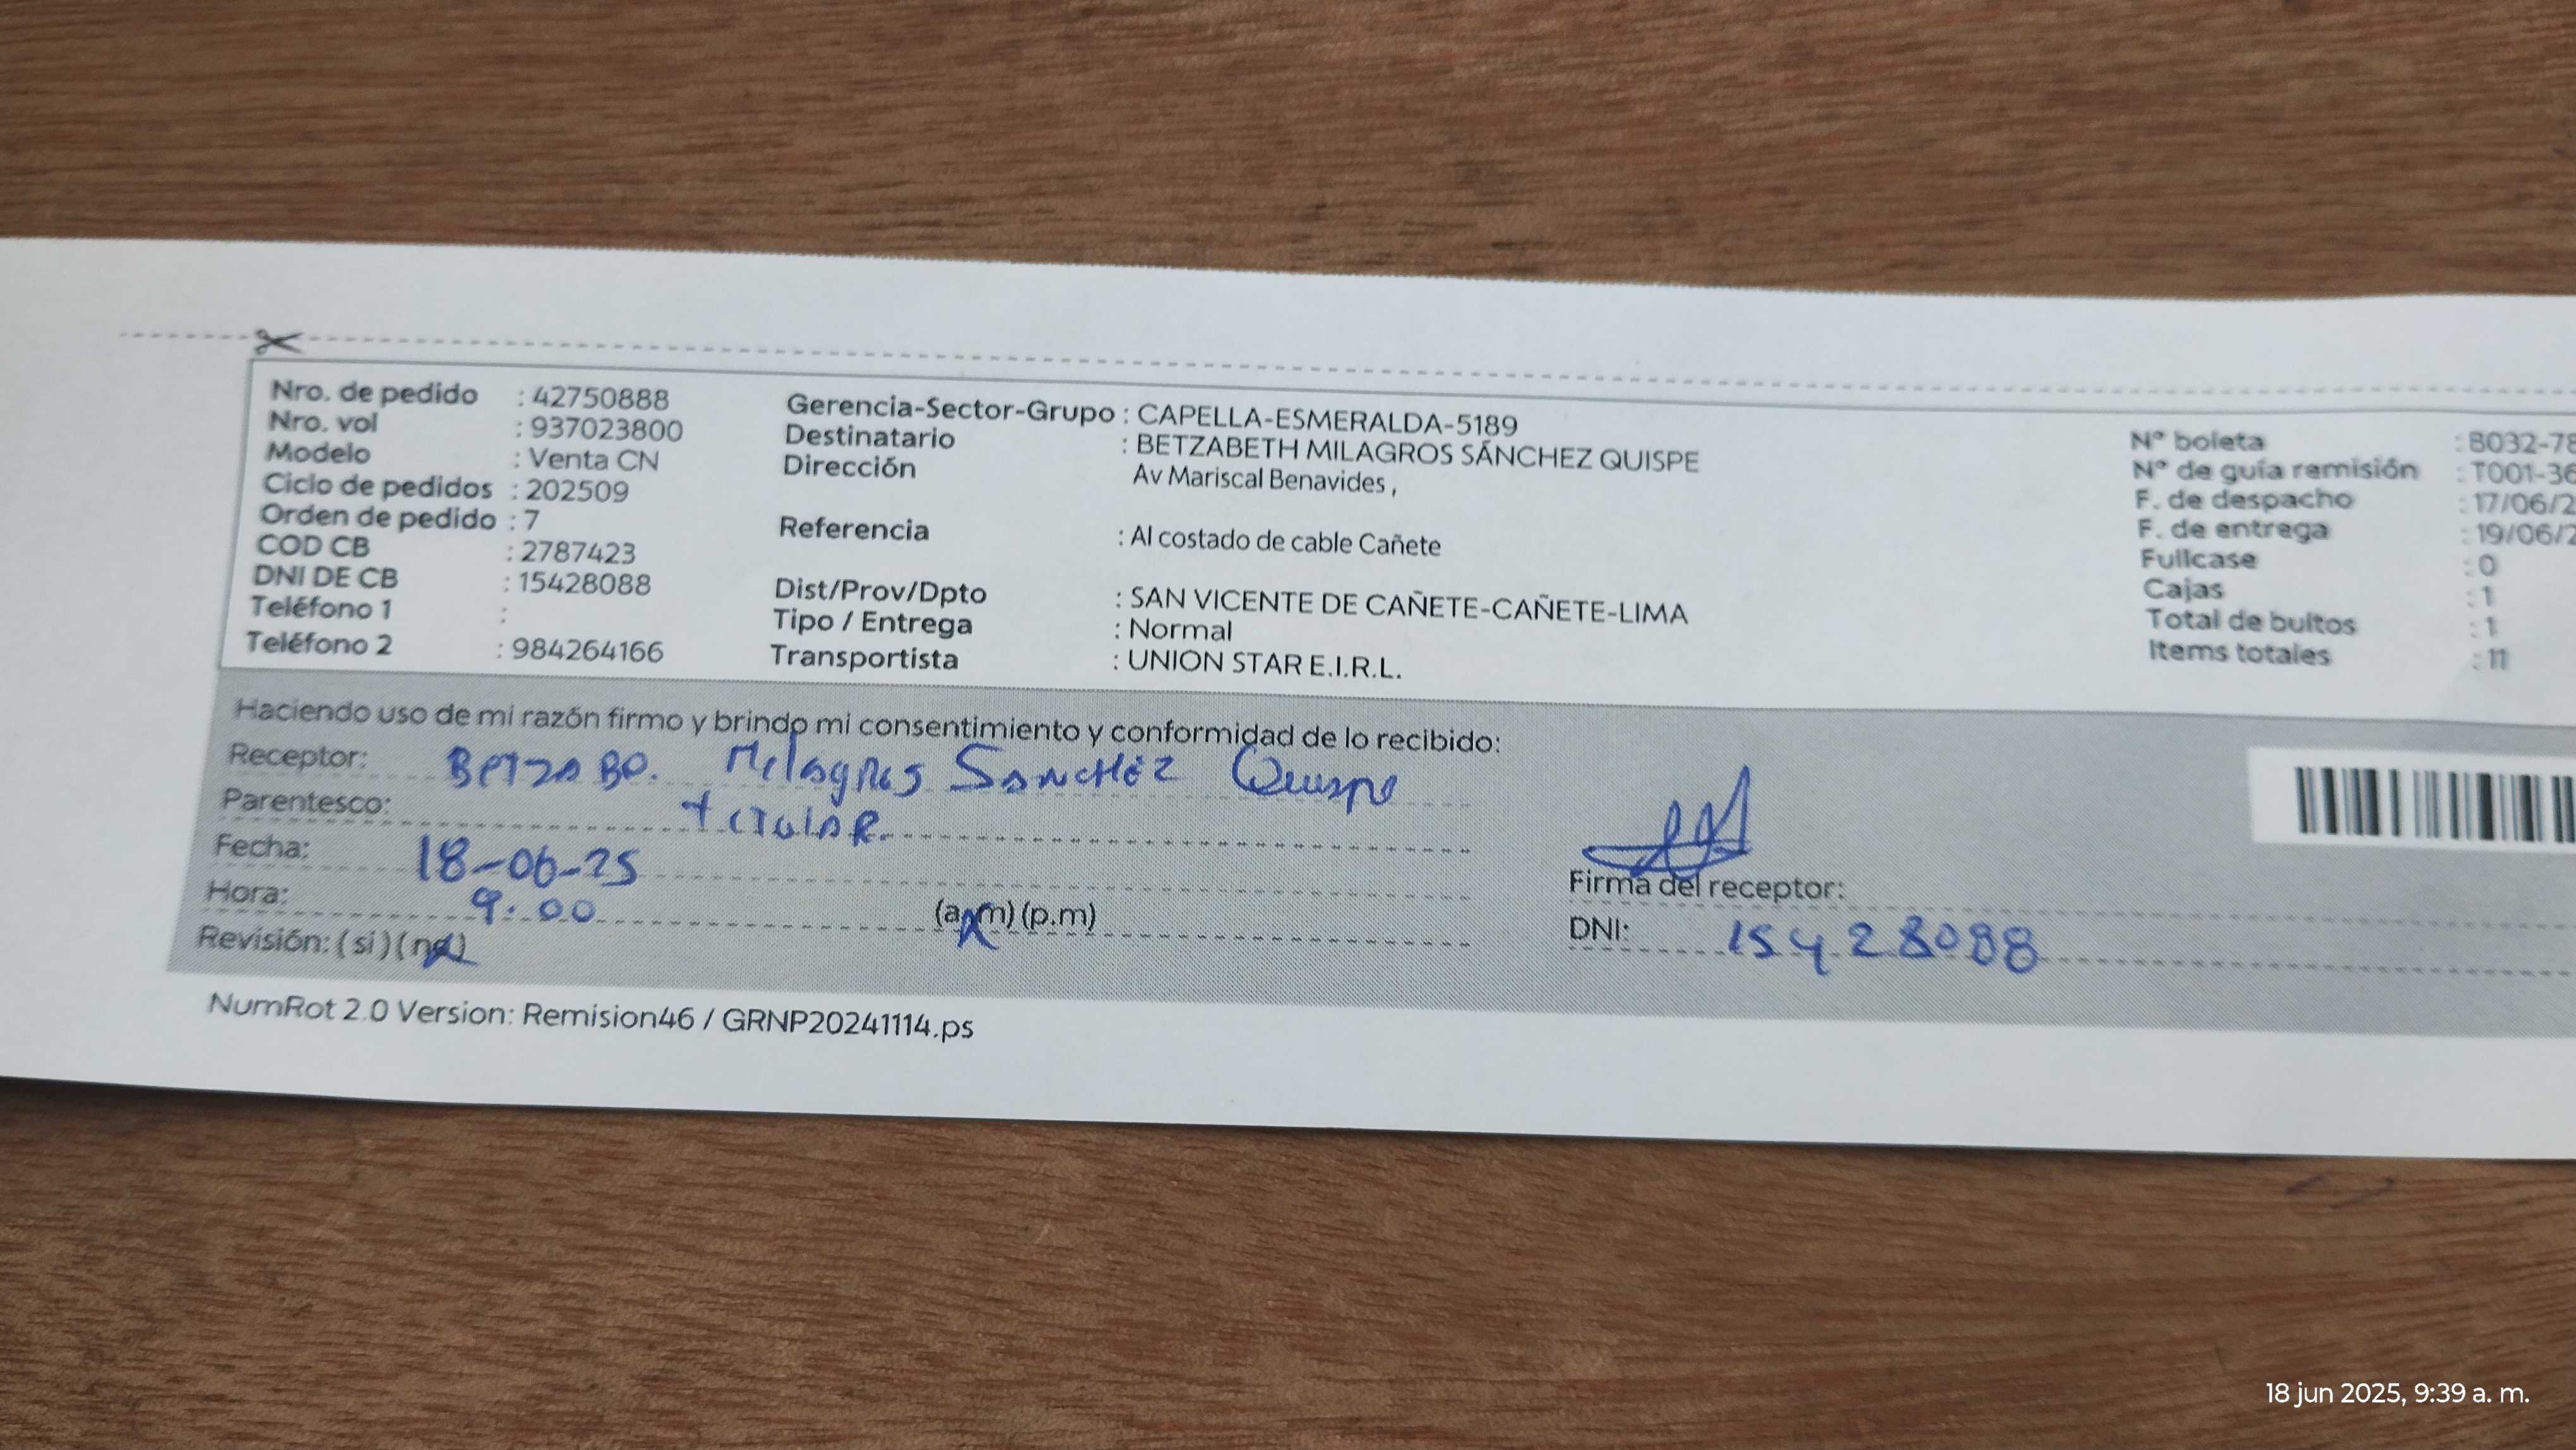 Nro. de pedido : 42750888
Nro. vol : 937023800
Modelo : Venta CN
Ciclo de pedidos : 202509
Orden de pedido : 7
COD CB : 2787423
DNI DE CB : 15428088
Teléfono 1 :
Teléfono 2 : 984264166
Gerencia-Sector-Grupo : CAPELLA-ESMERALDA-5189
Destinatario : BETZABETH MILAGROS SÁNCHEZ QUISPE
Dirección Av Mariscal Benavides ,
Referencia : Al costado de cable Cañete
Dist/Prov/Dpto : SAN VICENTE DE CAÑETE-CAÑETE-LIMA
Tipo / Entrega : Normal
Transportista : UNION STAR E.I.R.L.
N° boleta : B032-78
N° de guía remisión : T001-36
F. de despacho : 17/06/2
F. de entrega : 19/06/2
Fullcase : 0
Cajas : 1
Total de bultos : 1
Items totales : 11
Haciendo uso de mi razón firmo y brindo mi consentimiento y conformidad de lo recibido:
Receptor: Milagros Sanchez Quispe
Parentesco: titular
Fecha: 18-06-25
Hora: 9:00 (a.m) (p.m)
Revisión: (si) (no)
Firma del receptor:
DNI: 15428088
NumRot 2.0 Version: Remision46 / GRNP20241114.ps
18 jun 2025, 9:39 a. m.